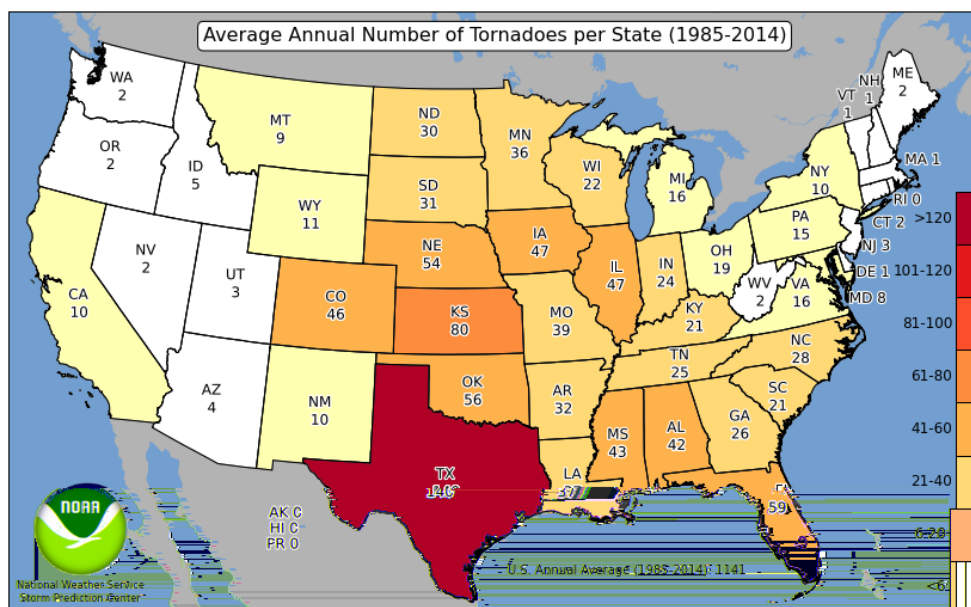 Average Annual Number of Tornadoes per State (1985-2014)
WA
2
OR
2
ID
5
MT
9
WY
11
NV
2
UT
3
CA
10
AZ
4
CO
46
NM
10
ND
30
SD
31
NE
54
KS
80
OK
56
TX
MN
36
IA
47
MO
39
AR
32
LA
WI
22
IL
47
MI
16
IN
24
OH
19
KY
21
TN
25
MS
43
AL
42
GA
26
SC
21
NC
28
VA
16
WV
2
PA
15
NY
10
VT
1
NH
1
ME
2
MA 1
RI 0
CT 2
NJ 3
DE 1
MD 8
59
>120
101-120
81-100
61-80
41-60
21-40
AK 0
HI 0
PR 0
NOAA
National Weather Service
Storm Prediction Center
U.S. Annual Average (1985-2014): 1141